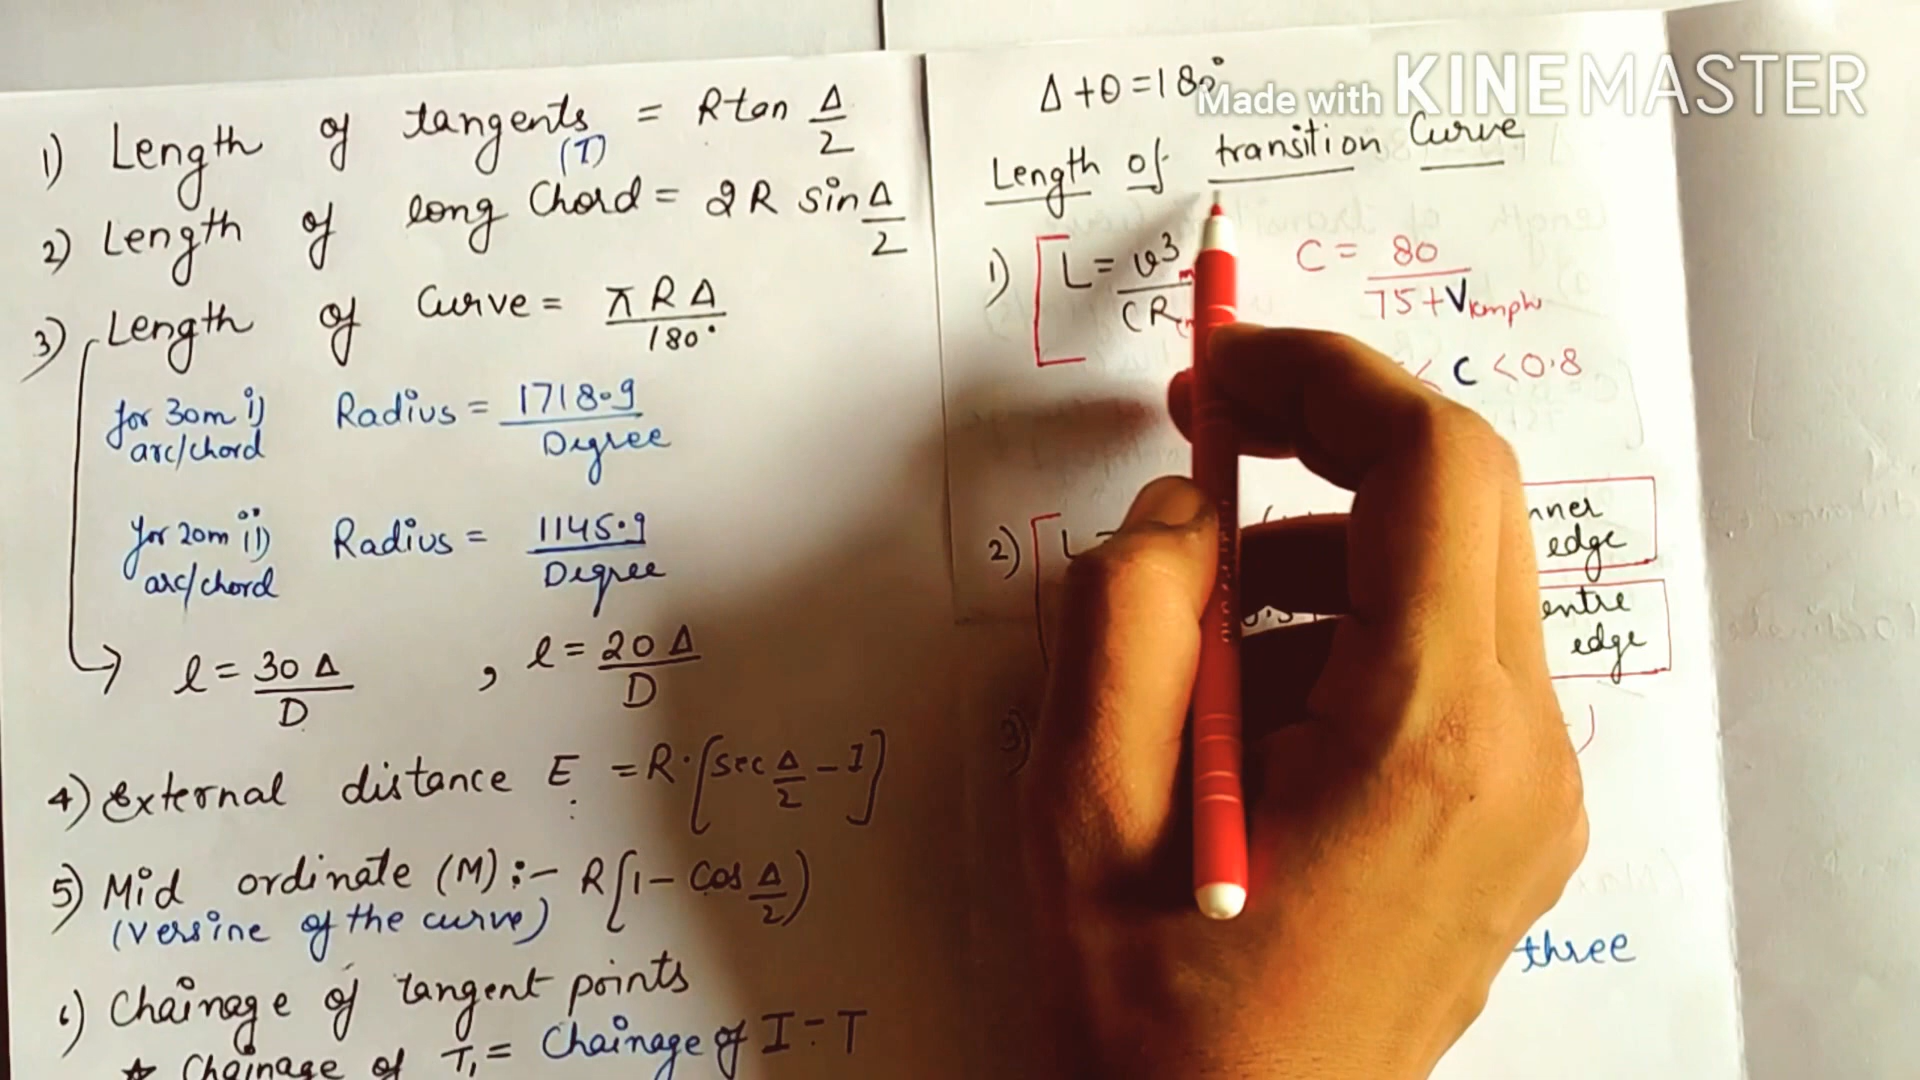 1) Length of tangents = R tan Δ/2
(T)
2) Length of long Chord = 2R sin Δ/2
3) Length of Curve = πRΔ/180°
for 30m i) Radius = 1718.9/Degree
arc/chord
for 20m ii) Radius = 1145.9/Degree
arc/chord
l = 30Δ/D , l = 20Δ/D
4) External distance E = R.[sec Δ/2 - 1]
5) Mid ordinate (M):- R[1 - Cos Δ/2)
(Versine of the curve)
6) Chainage of tangent points
★ Chainage of T₁ = Chainage of I - T
Δ + θ = 180°
Made with KINEMASTER
Length of transition Curve
1) L = v³/CR C = 80/75+V kmph
< C < 0.8
2) L =
edge
edge
3)
three